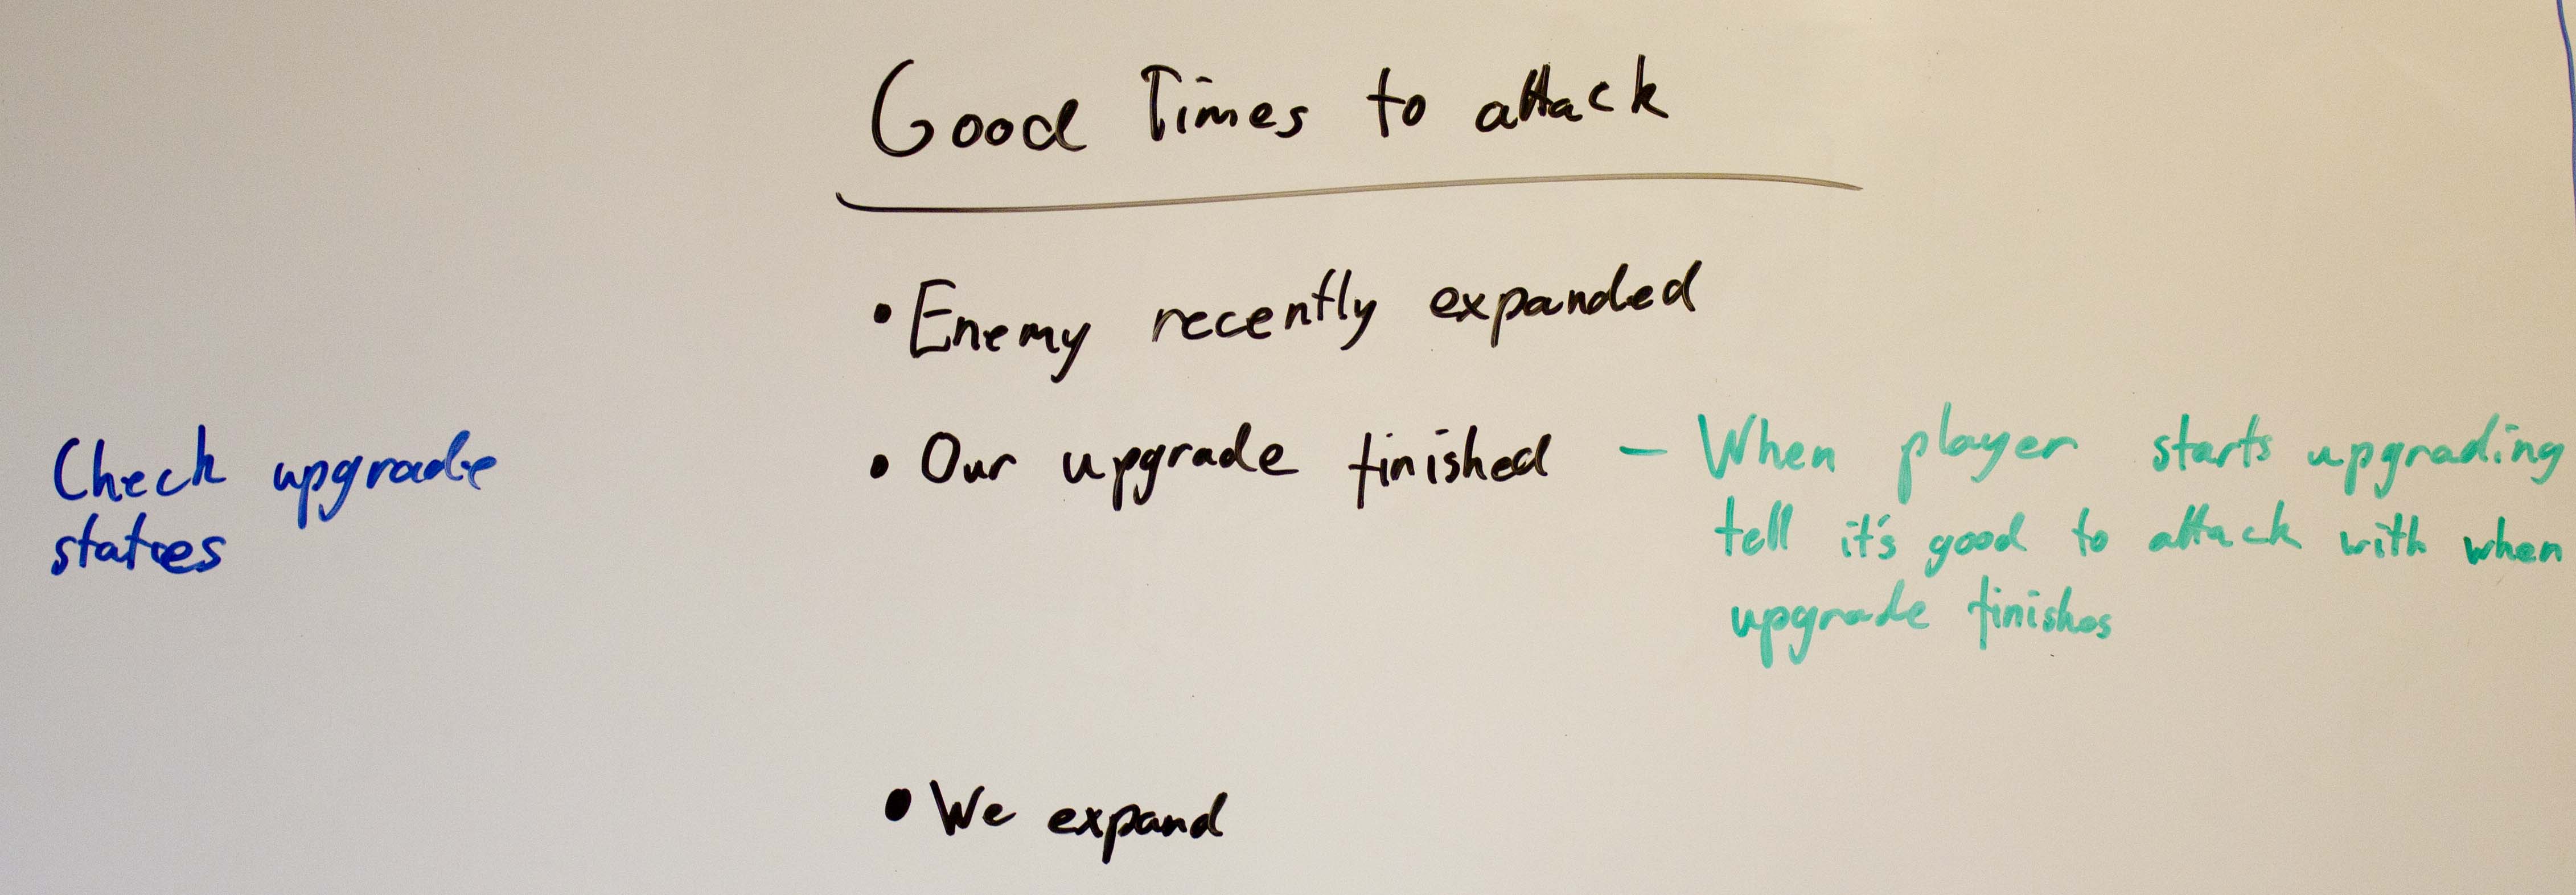 Good Times to attack
• Enemy recently expanded
Check upgrade
states
• Our upgrade finished - When player starts upgrading
tell it's good to attack with when
upgrade finishes
• We expand